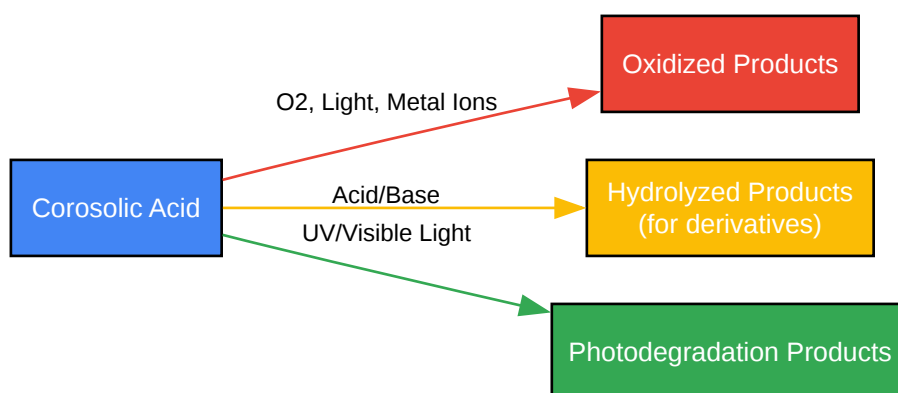 Oxidized Products
O2, Light, Metal Ions
Corosolic Acid
Acid/Base
Hydrolyzed Products
(for derivatives)
UV/Visible Light
Photodegradation Products